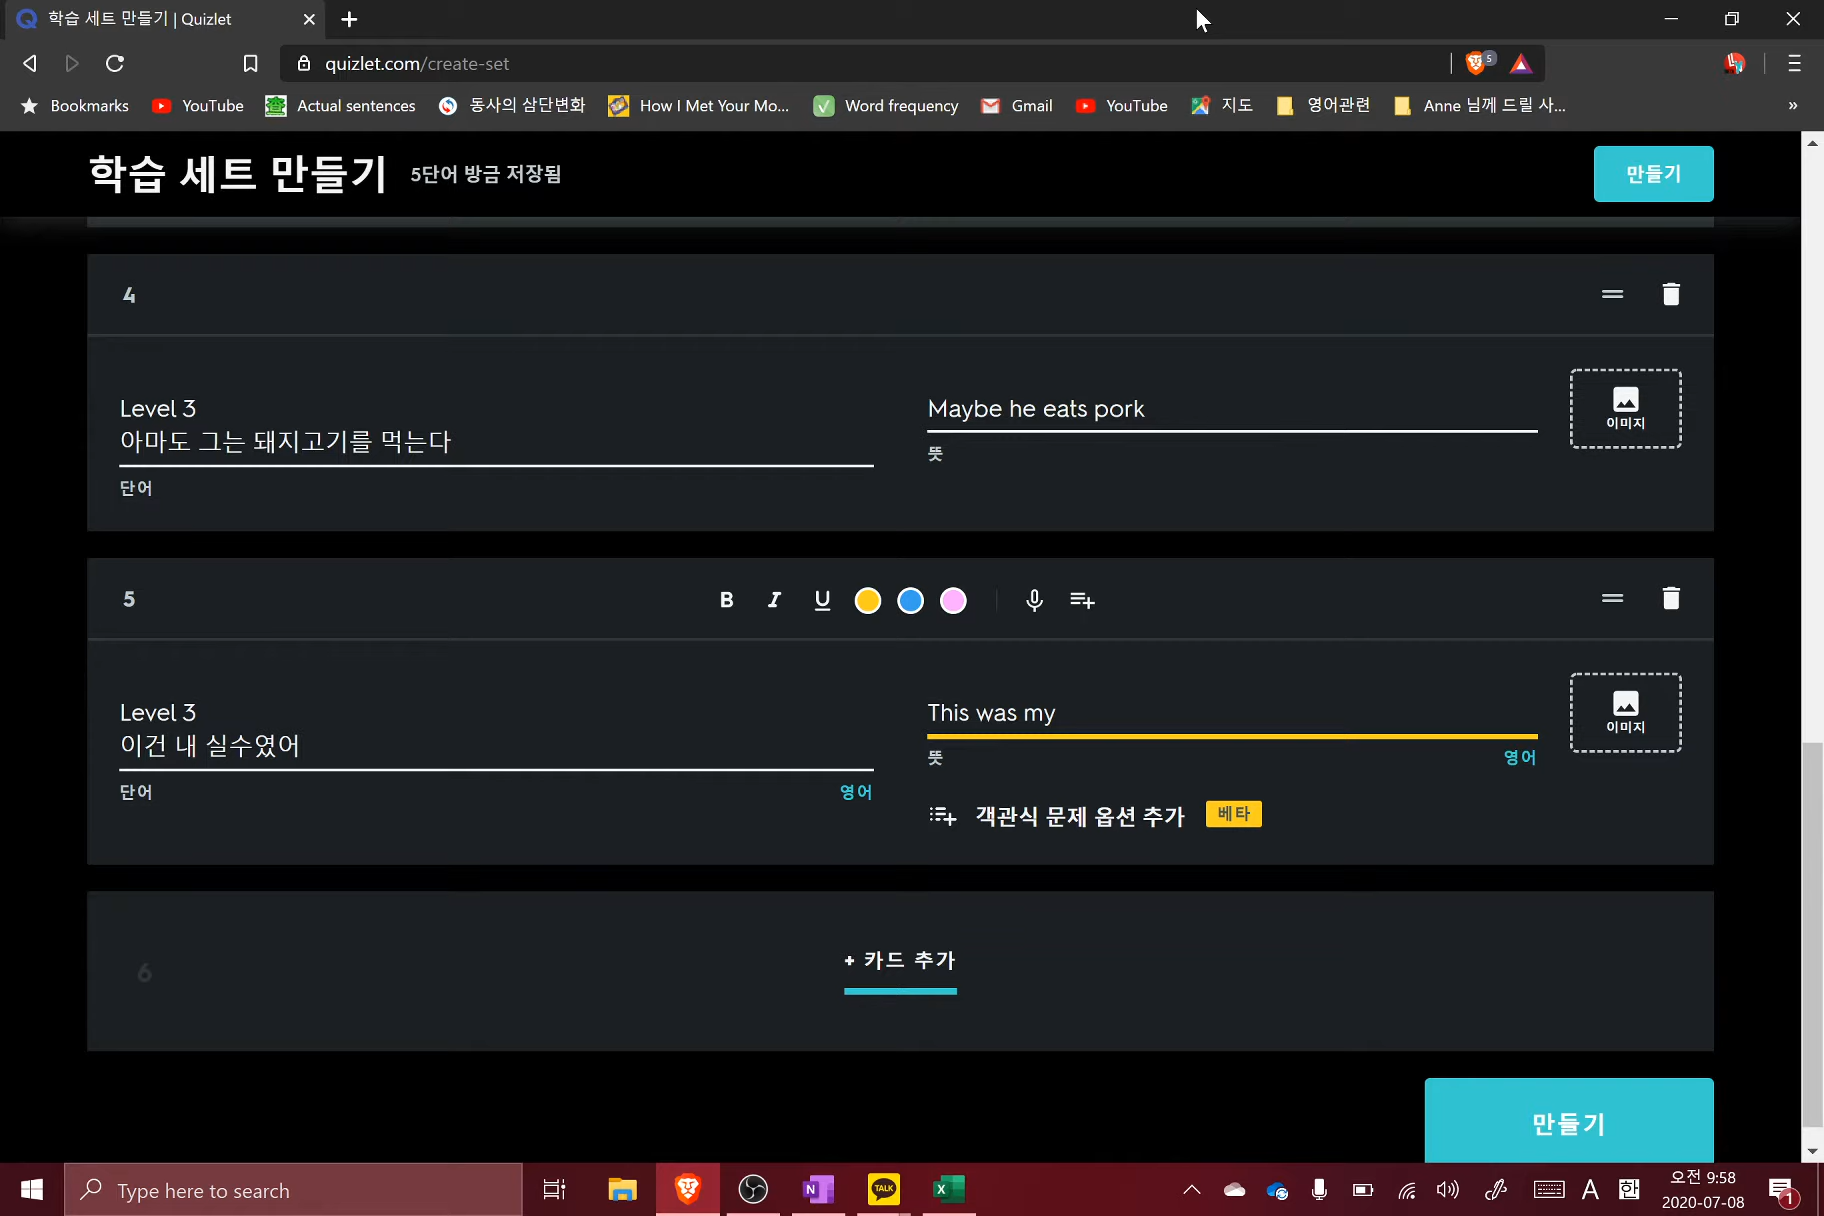 학습 세트 만들기 | Quizlet
quizlet.com/create-set
5
Bookmarks
YouTube
Actual sentences
동사의 삼단변화
How I Met Your Mo...
Word frequency
Gmail
YouTube
지도
영어관련
Anne 님께 드릴 사...
»
학습 세트 만들기
5단어 방금 저장됨
만들기
4
Level 3
아마도 그는 돼지고기를 먹는다
단어
Maybe he eats pork
뜻
이미지
5
B I U
Level 3
이건 내 실수였어
단어
영어
This was my
뜻
영어
이미지
객관식 문제 옵션 추가
베타
6
+ 카드 추가
만들기
Type here to search
N
TALK
X
A
한
오전 9:58
2020-07-08
1